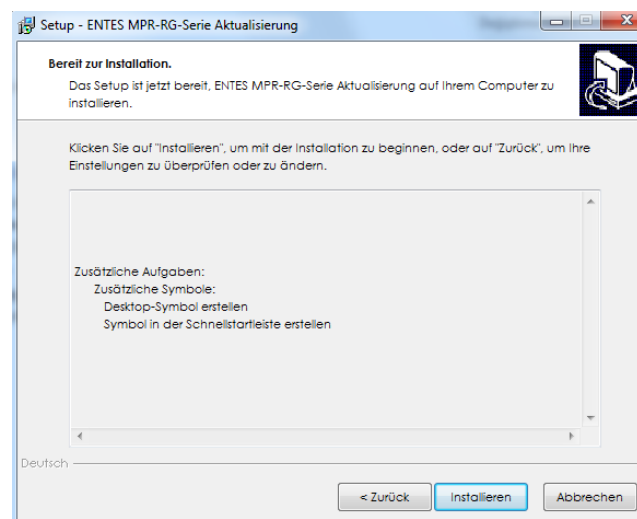 Setup - ENTES MPR-RG-Serie Aktualisierung
Bereit zur Installation.
Das Setup ist jetzt bereit, ENTES MPR-RG-Serie Aktualisierung auf Ihrem Computer zu
installieren.
Klicken Sie auf "Installieren", um mit der Installation zu beginnen, oder auf "Zurück", um Ihre
Einstellungen zu überprüfen oder zu ändern.
Zusätzliche Aufgaben:
Zusätzliche Symbole:
Desktop-Symbol erstellen
Symbol in der Schnellstartleiste erstellen
Deutsch
< Zurück
Installieren
Abbrechen